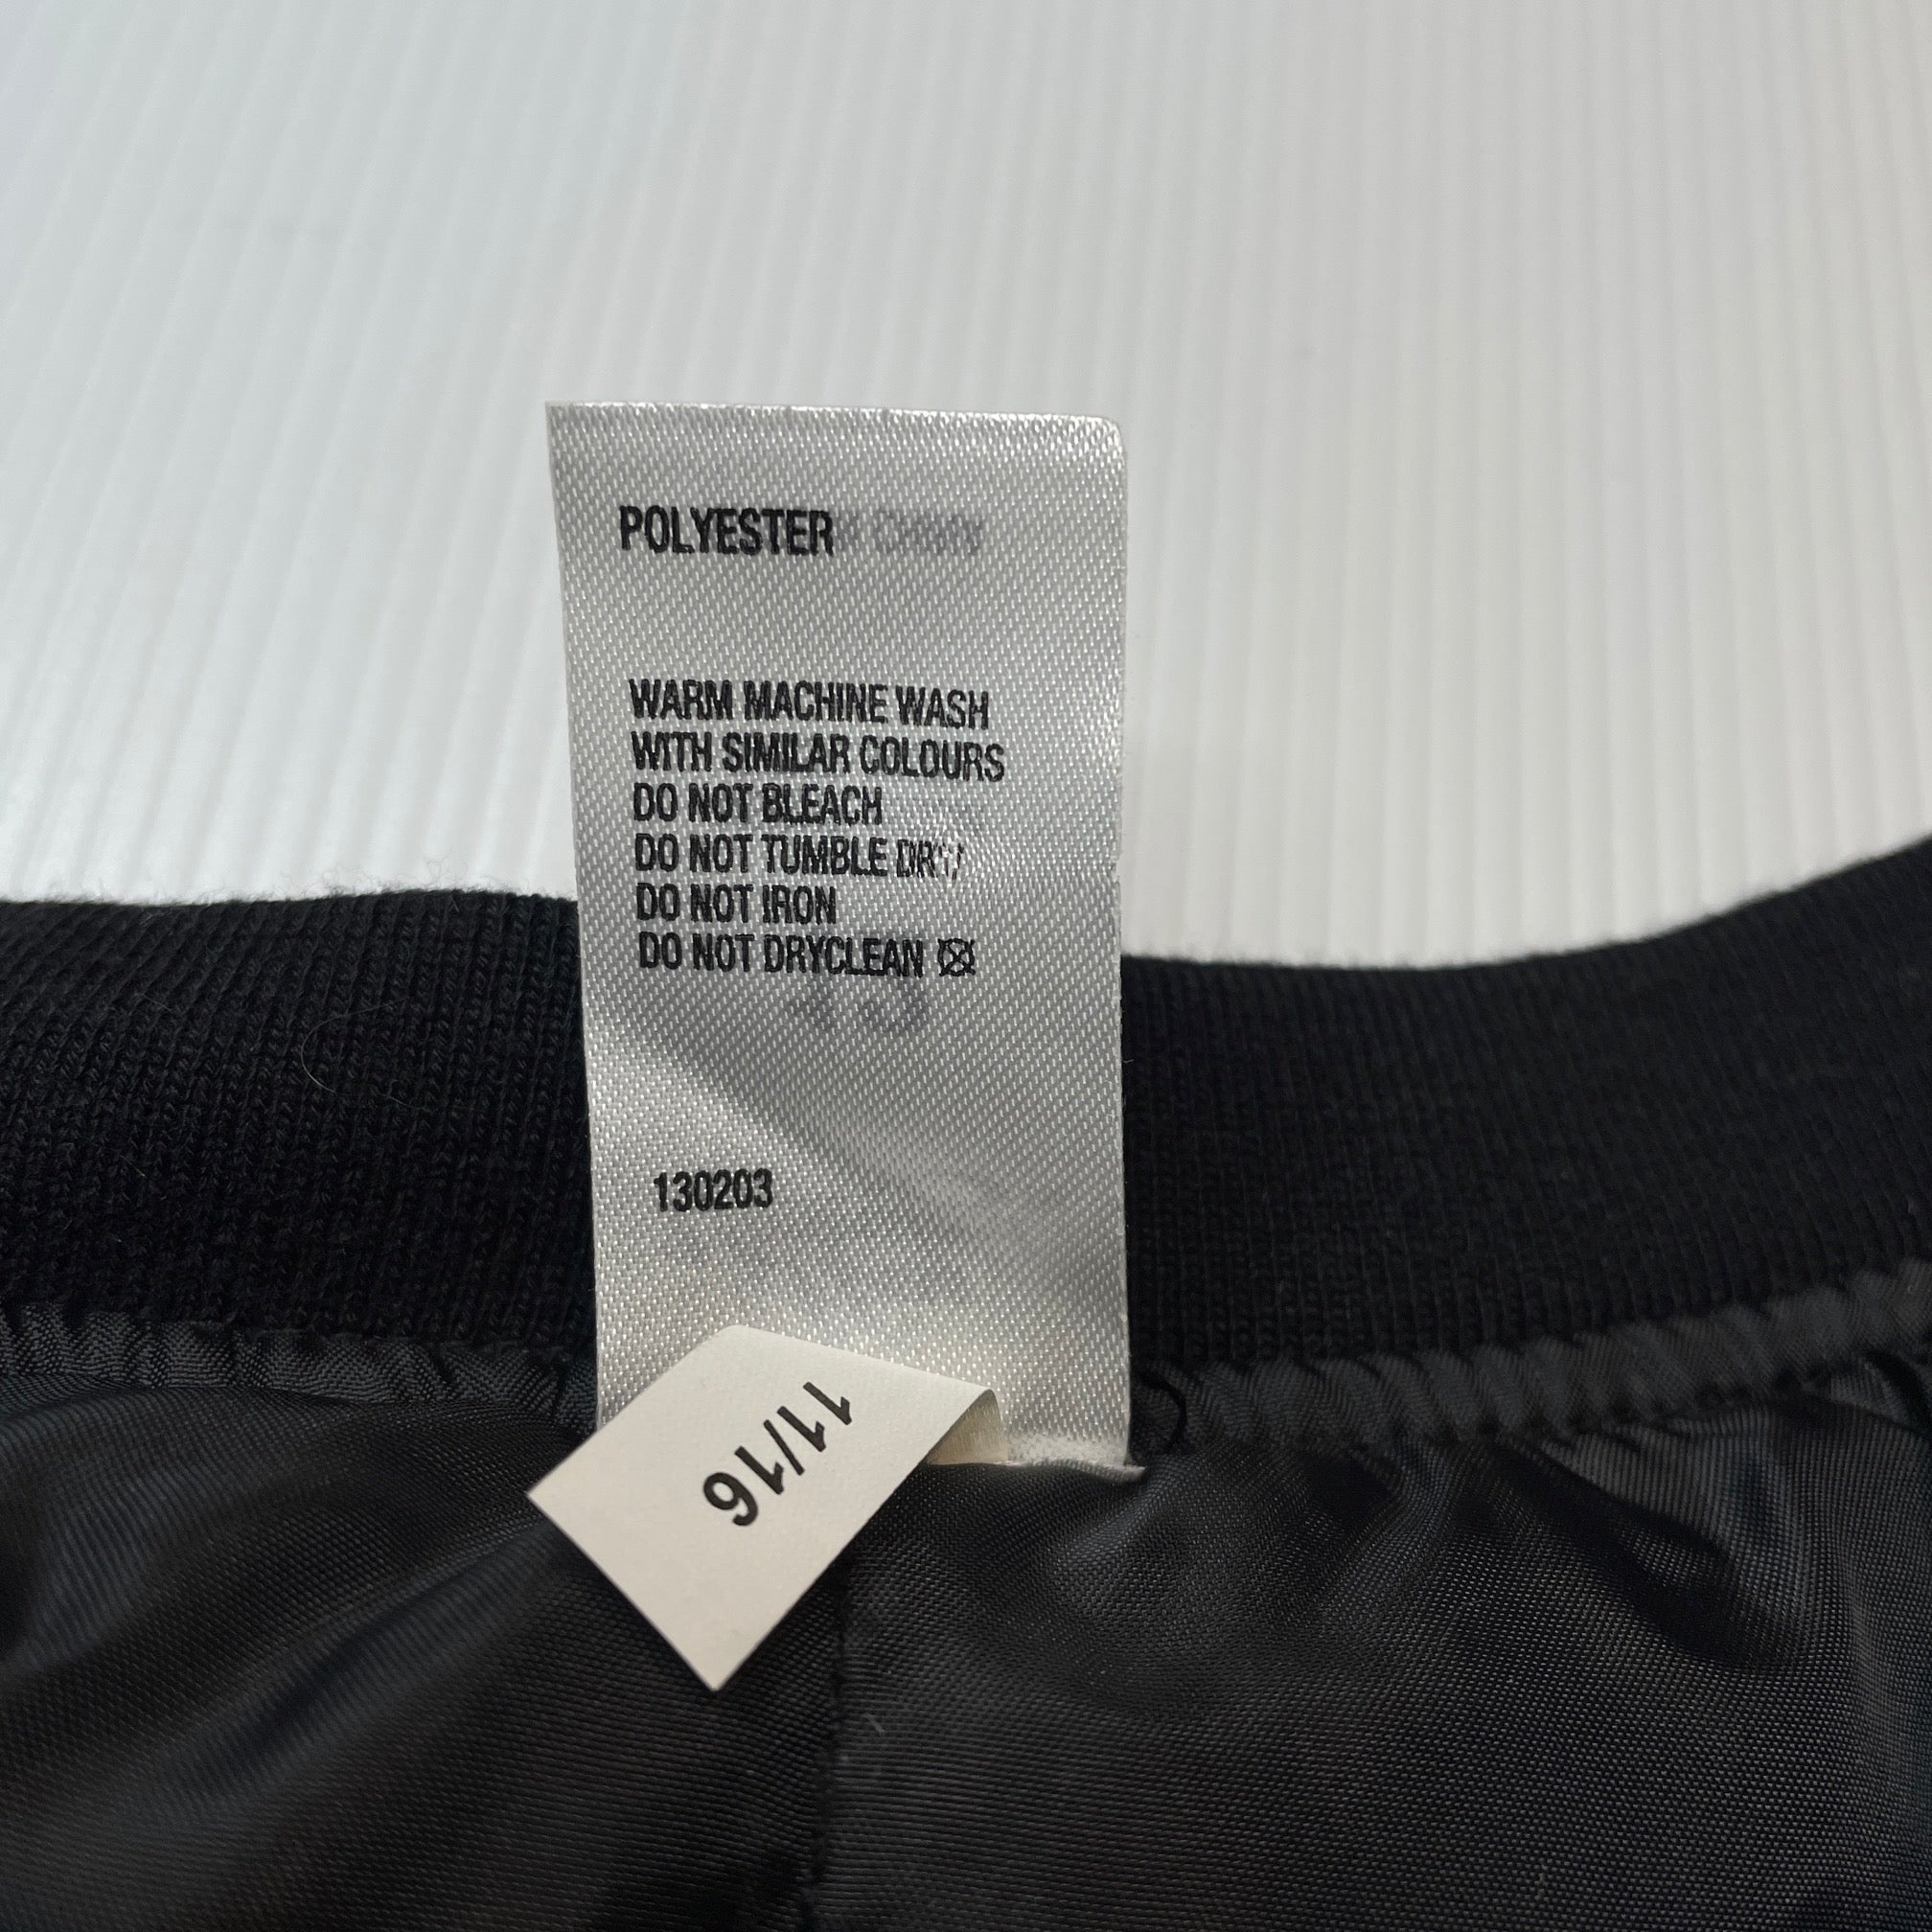 POLYESTER
WARM MACHINE WASH
WITH SIMILAR COLOURS
DO NOT BLEACH
DO NOT TUMBLE DRY
DO NOT IRON
DO NOT DRYCLEAN
130203
11/16